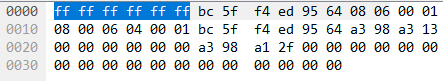 0000 ff ff ff ff ff ff bc 5f f4 ed 95 64 08 06 00 01
0010 08 00 06 04 00 01 bc 5f f4 ed 95 64 a3 98 a3 13
0020 00 00 00 00 00 00 a3 98 a1 2f 00 00 00 00 00 00
0030 00 00 00 00 00 00 00 00 00 00 00 00